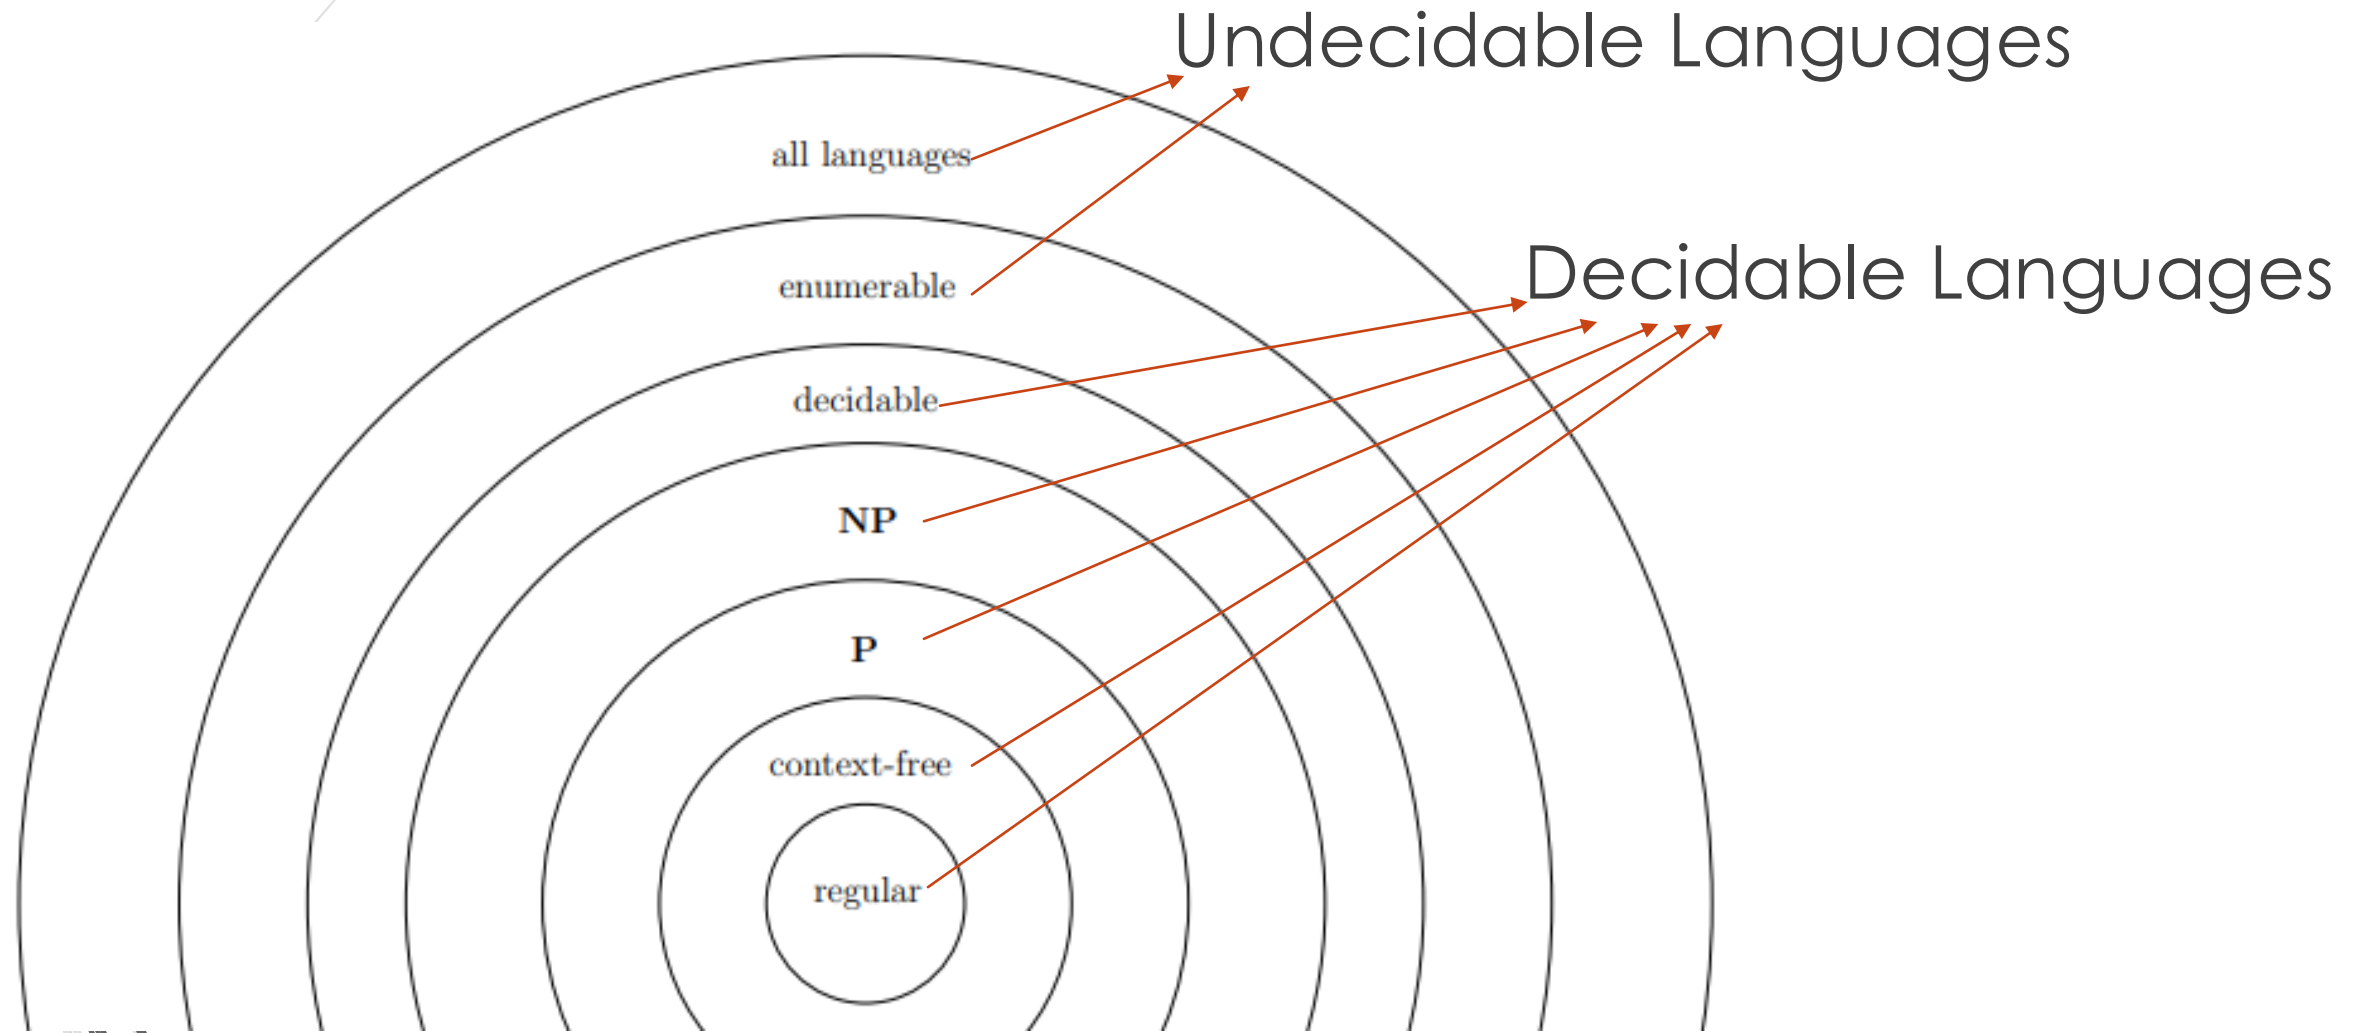 Undecidable Languages
all languages
Decidable Languages
enumerable
decidable
NP
P
context-free
regular